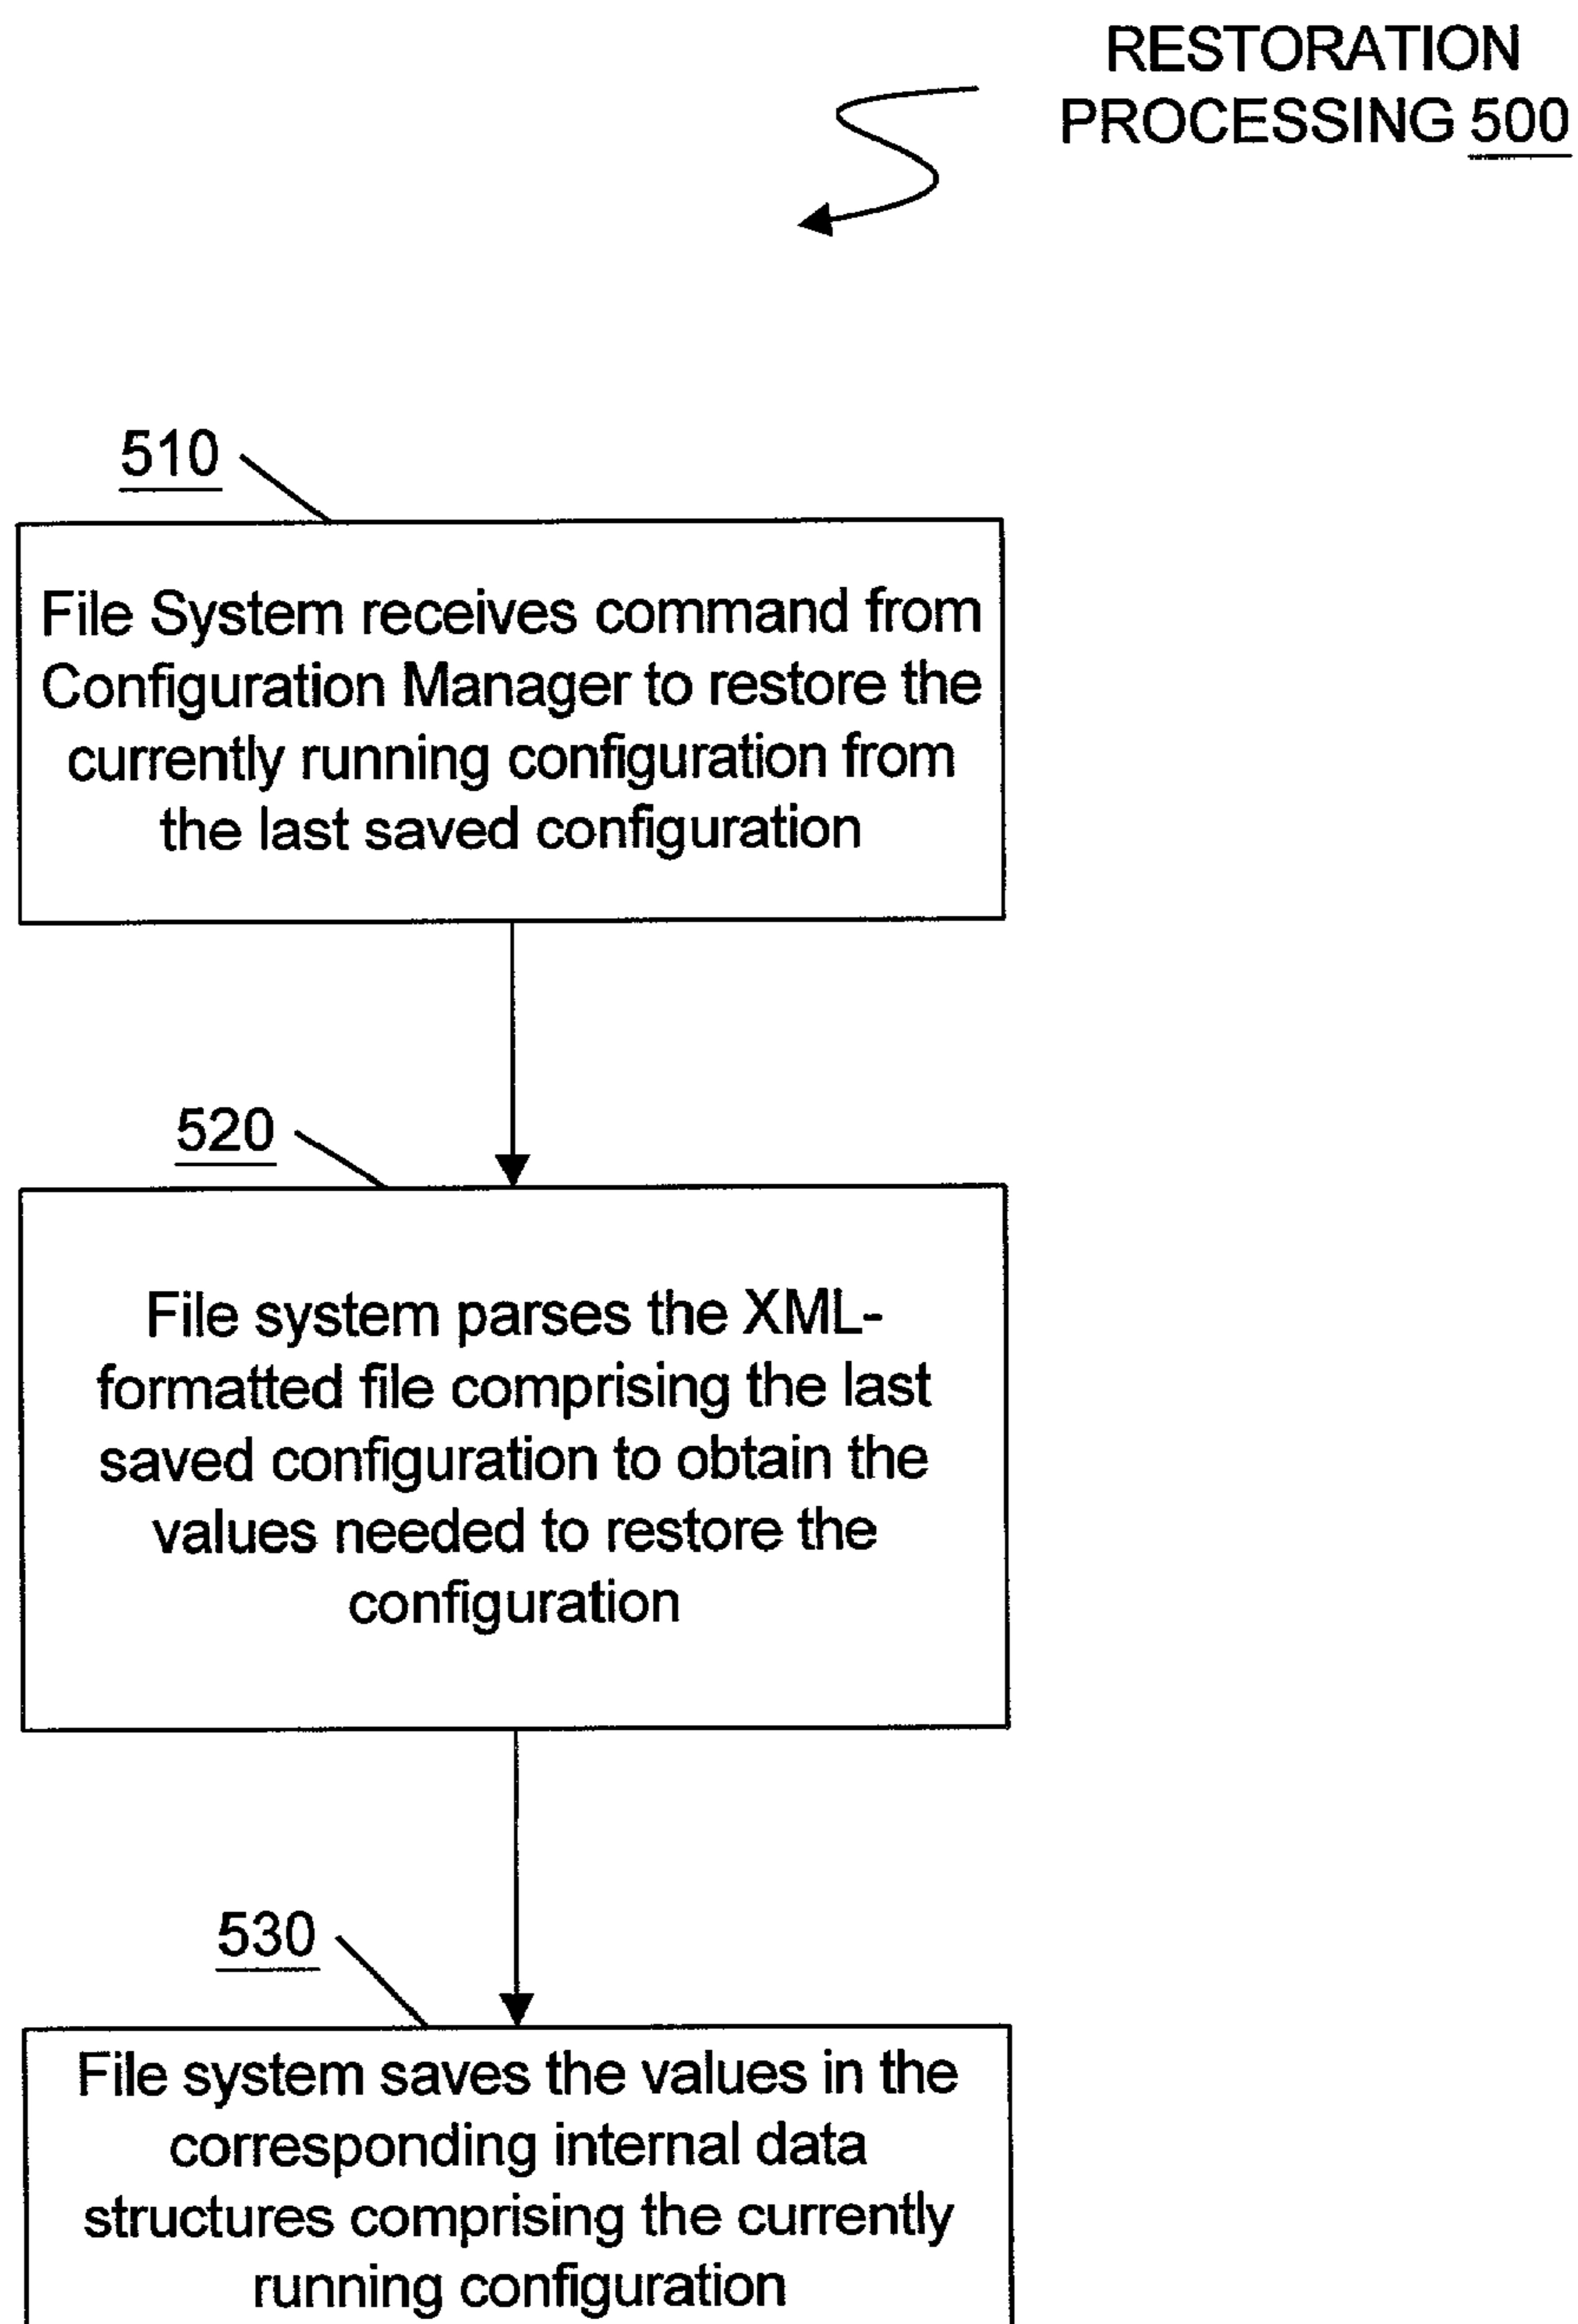 RESTORATION
PROCESSING 500
510
File System receives command from
Configuration Manager to restore the
currently running configuration from
the last saved configuration
520
File system parses the XML-
formatted file comprising the last
saved configuration to obtain the
values needed to restore the
configuration
530
File system saves the values in the
corresponding internal data
structures comprising the currently
running configuration